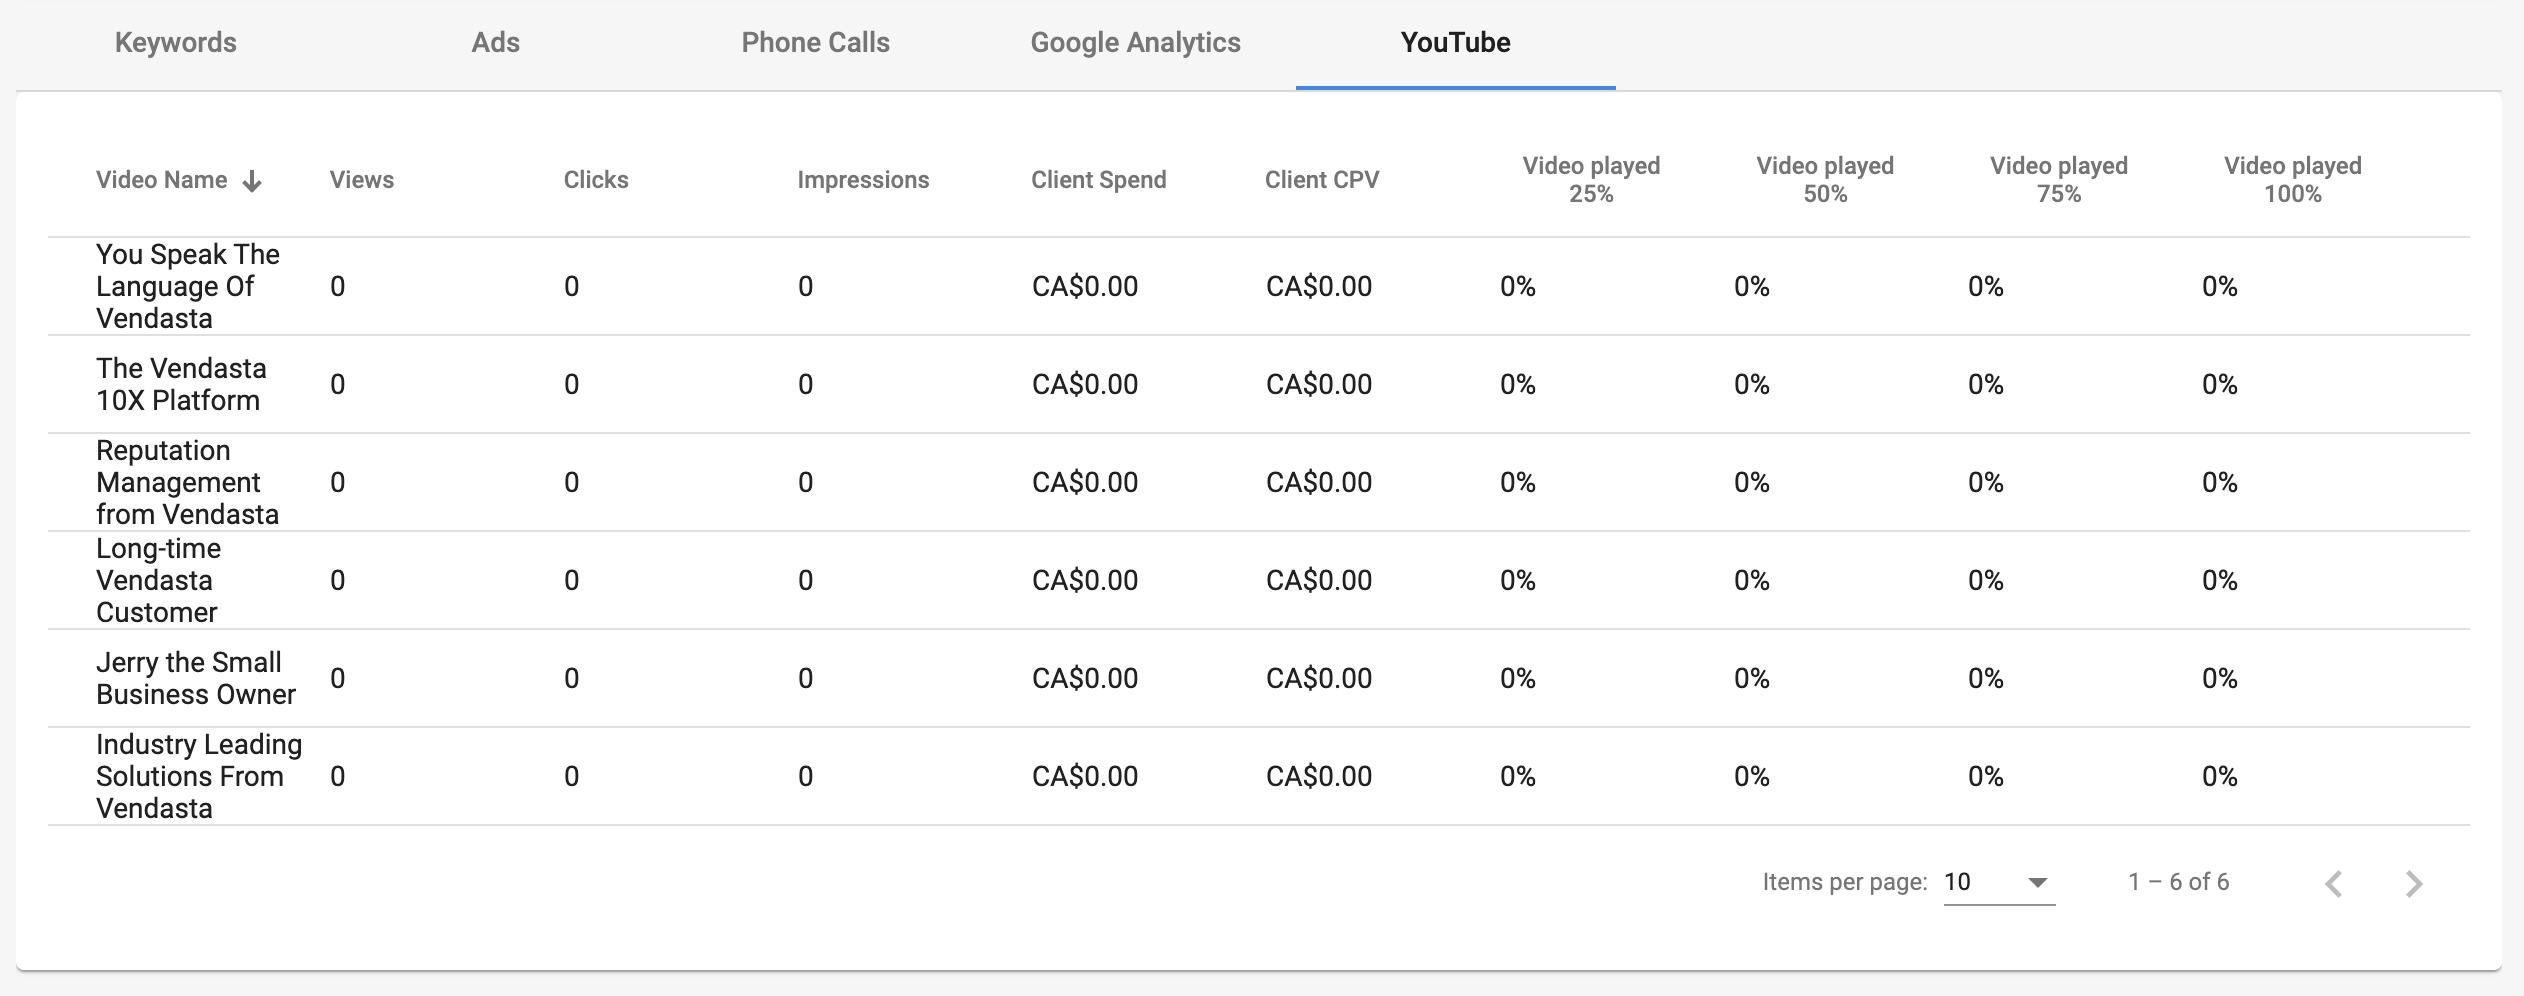 Keywords Ads Phone Calls Google Analytics YouTube
Video Name Views Clicks Impressions Client Spend Client CPV Video played 25% Video played 50% Video played 75% Video played 100%
You Speak The
Language Of
Vendasta
0 0 0 CA$0.00 CA$0.00 0% 0% 0% 0%
The Vendasta
10X Platform
0 0 0 CA$0.00 CA$0.00 0% 0% 0% 0%
Reputation
Management
from Vendasta
0 0 0 CA$0.00 CA$0.00 0% 0% 0% 0%
Long-time
Vendasta
Customer
0 0 0 CA$0.00 CA$0.00 0% 0% 0% 0%
Jerry the Small
Business Owner
0 0 0 CA$0.00 CA$0.00 0% 0% 0% 0%
Industry Leading
Solutions From
Vendasta
0 0 0 CA$0.00 CA$0.00 0% 0% 0% 0%
Items per page: 10 1 – 6 of 6